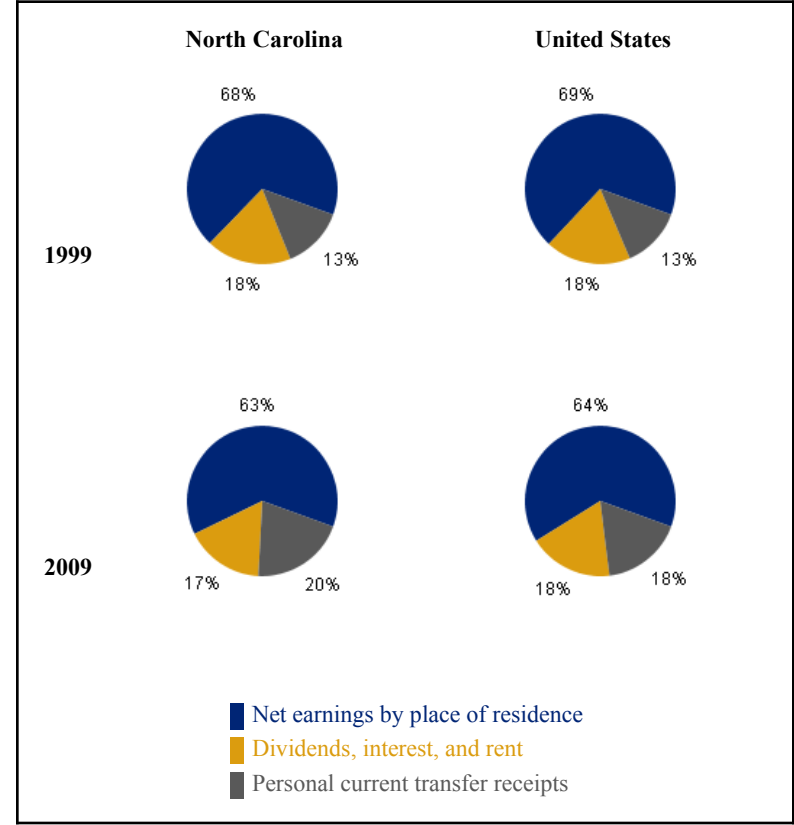 North Carolina United States
68% 69%
1999
13% 13%
18% 18%
63% 64%
2009
17% 20% 18% 18%
Net earnings by place of residence
Dividends, interest, and rent
Personal current transfer receipts